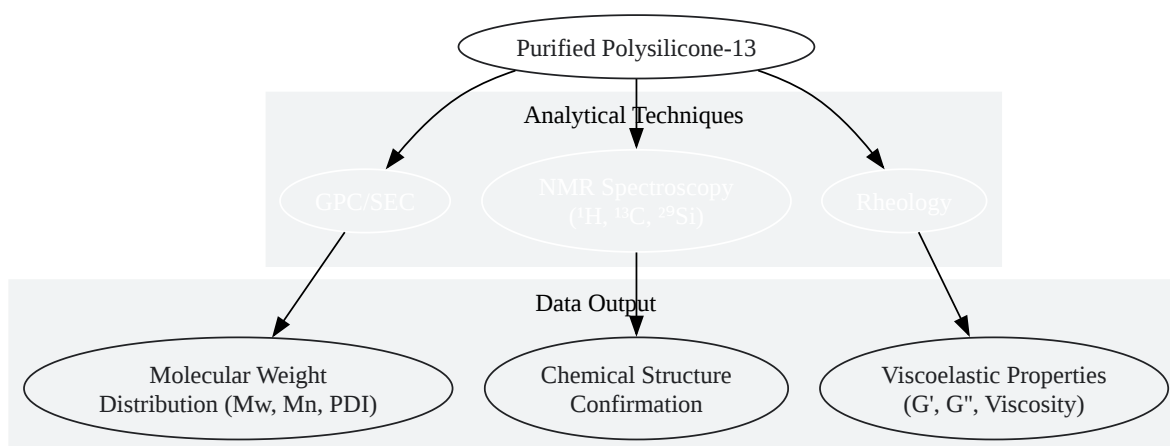 Purified Polysilicone-13
Analytical Techniques
GPC/SEC
NMR Spectroscopy
(¹H, ¹³C, ²⁹Si)
Rheology
Data Output
Molecular Weight
Distribution (Mw, Mn, PDI)
Chemical Structure
Confirmation
Viscoelastic Properties
(G', G'', Viscosity)